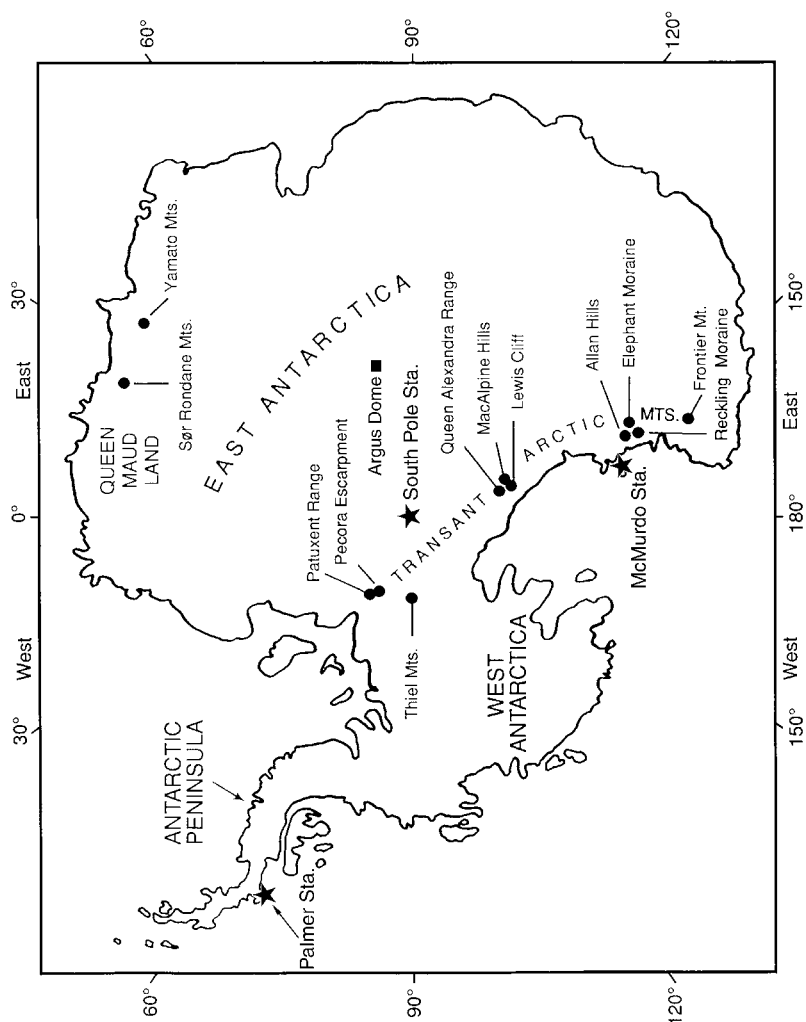 30° West 0° East 30°
60° 60°
QUEEN
MAUD
LAND
Yamato Mts.
Sør Rondane Mts.
ANTARCTIC
PENINSULA
EAST ANTARCTICA
Palmer Sta.
Patuxent Range
Pecora Escarpment
Argus Dome
90° 90°
Thiel Mts.
South Pole Sta.
TRANSANTARCTIC
MTS.
Queen Alexandra Range
MacAlpine Hills
Lewis Cliff
WEST
ANTARCTICA
Allan Hills
Elephant Moraine
McMurdo Sta.
Frontier Mt.
Reckling Moraine
120° 120°
150° West 180° East 150°